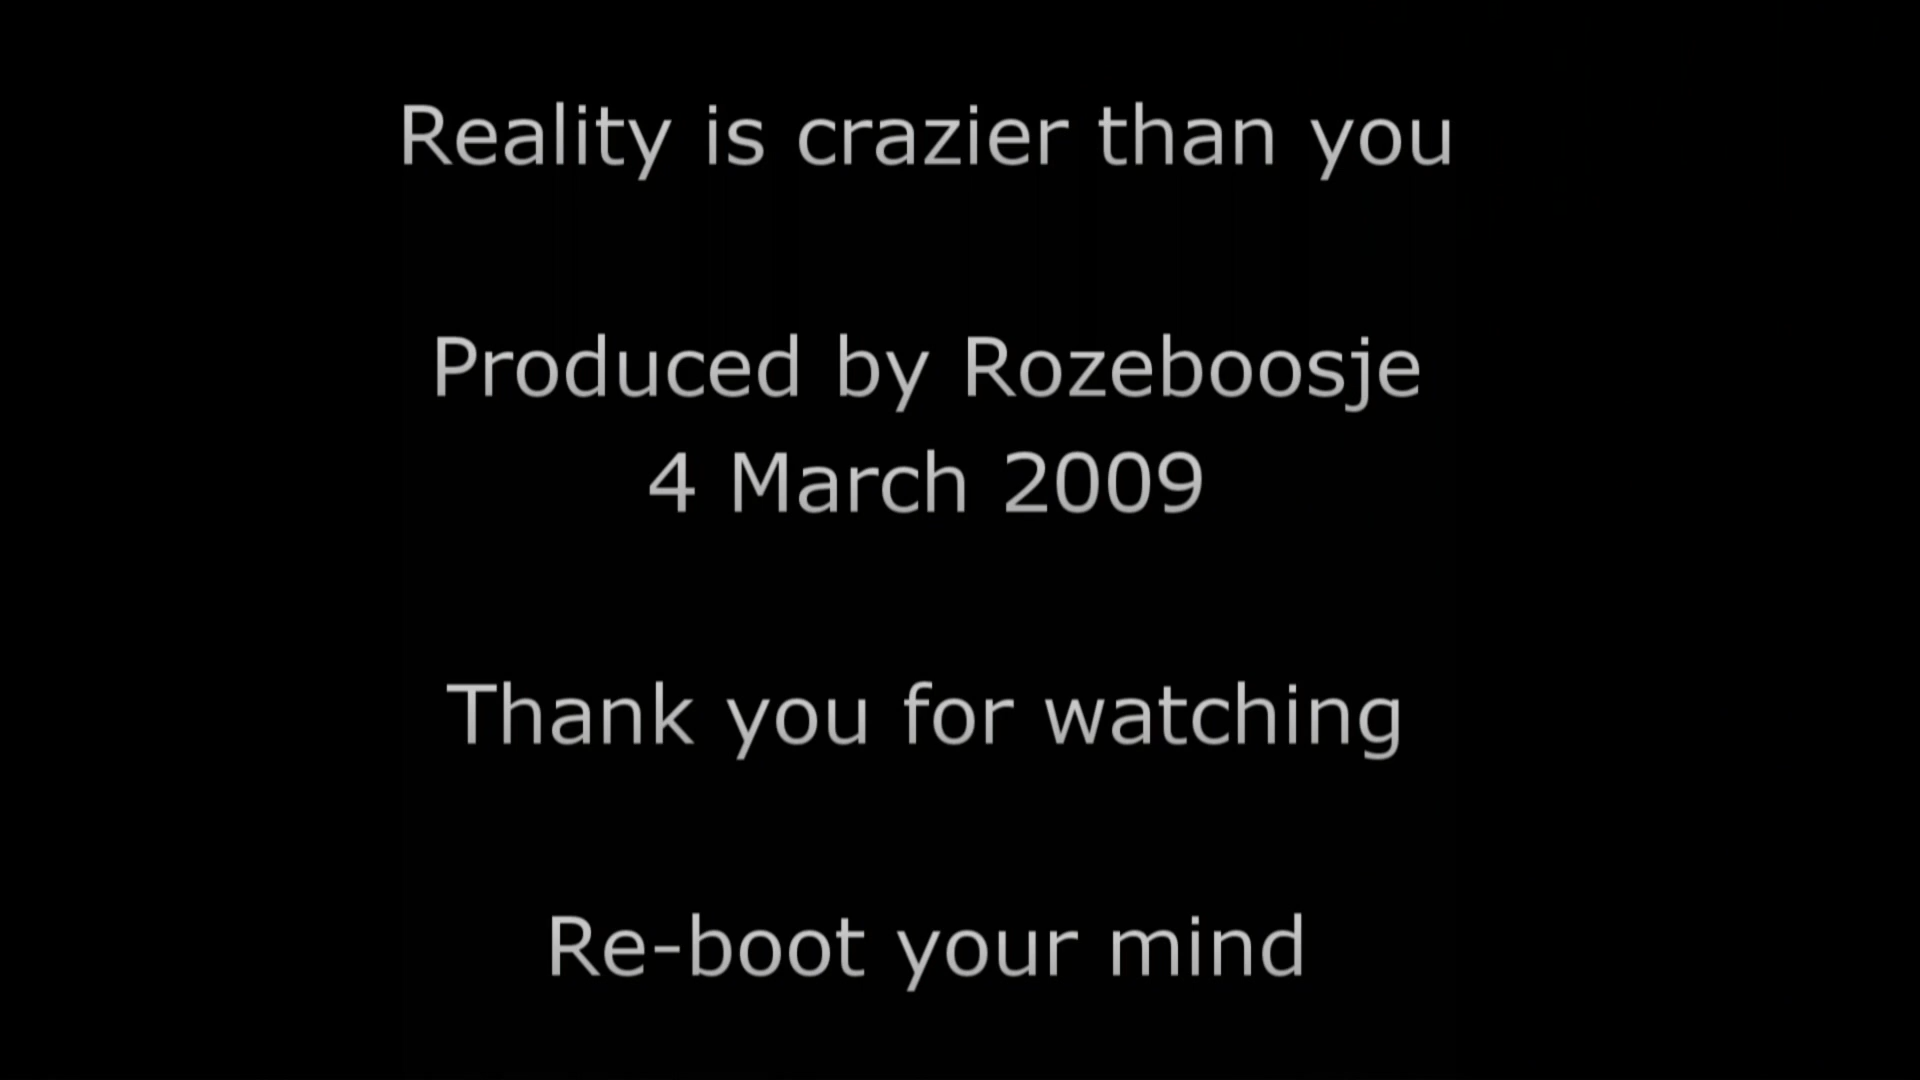 Reality is crazier than you
Produced by Rozeboosje
4 March 2009
Thank you for watching
Re-boot your mind